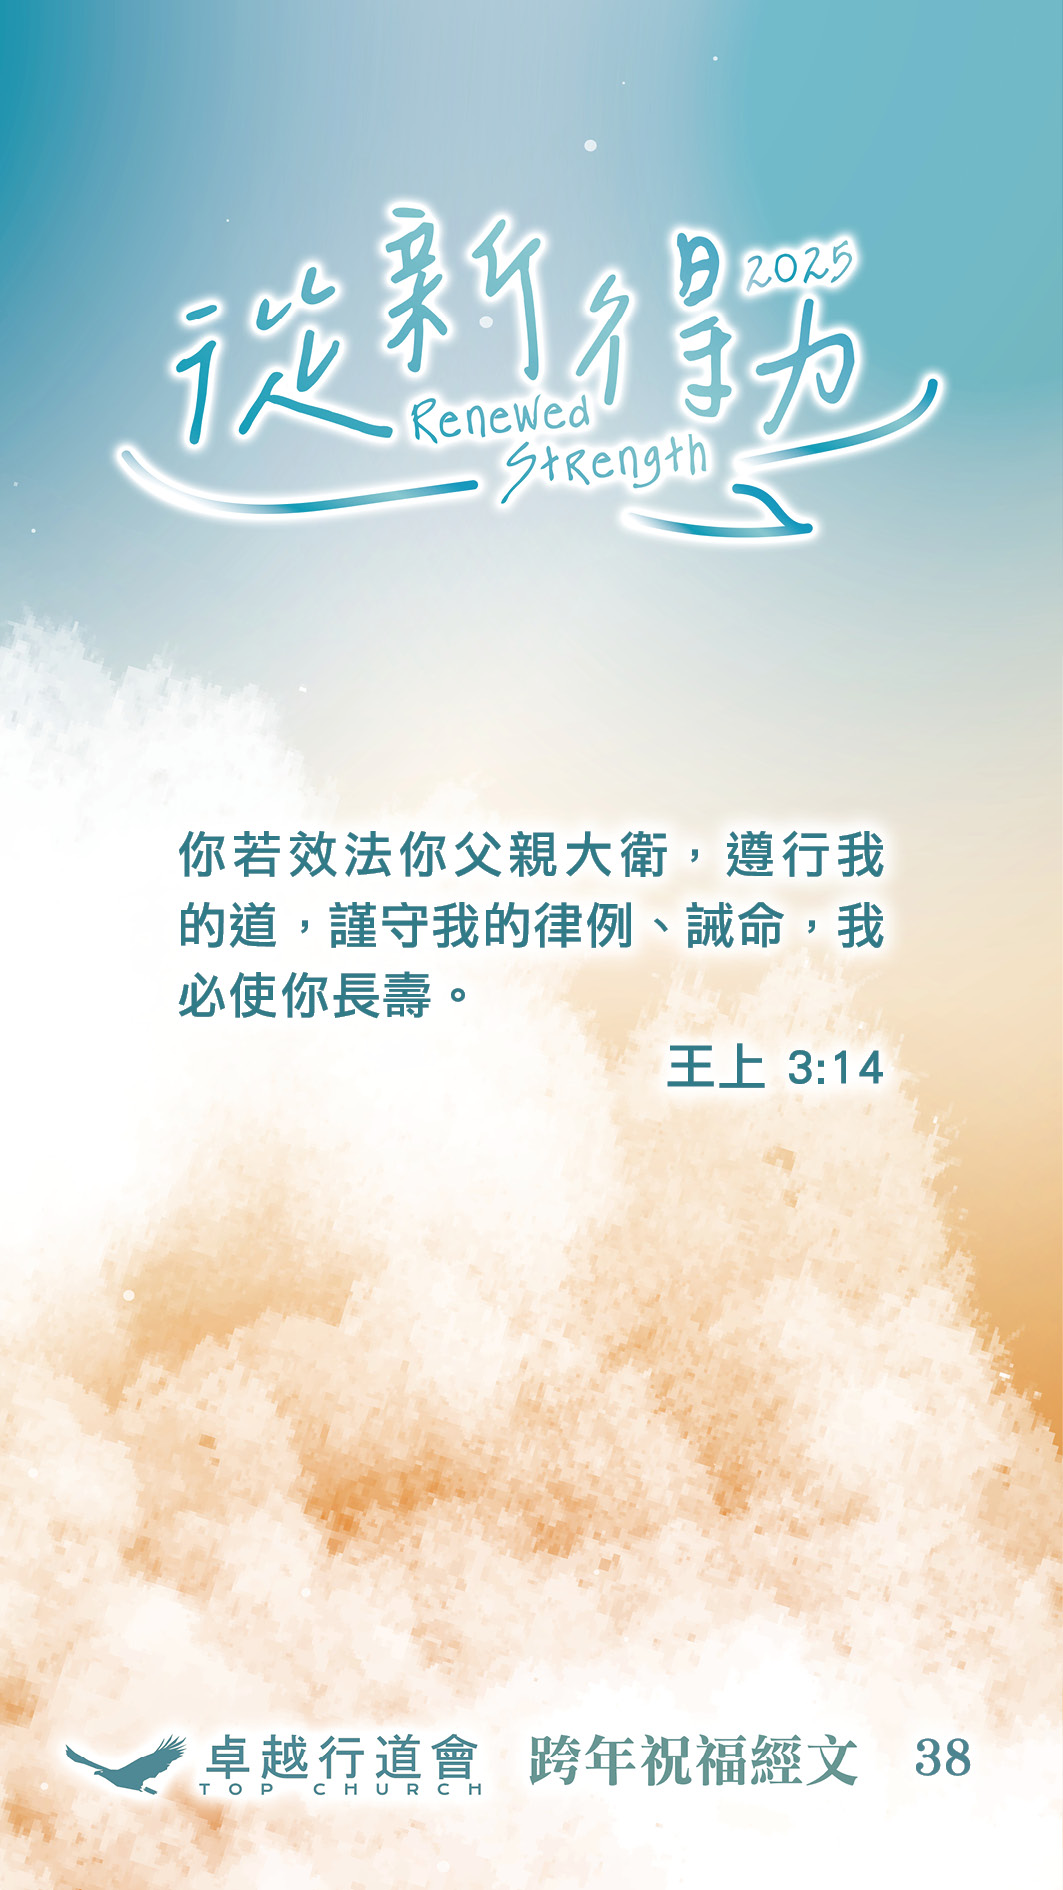 從新得力 2025
Renewed
Strength
你若效法你父親大衛，遵行我
的道，謹守我的律例、誡命，我
必使你長壽。
王上 3:14
卓越行道會 跨年祝福經文 38
TOP CHURCH